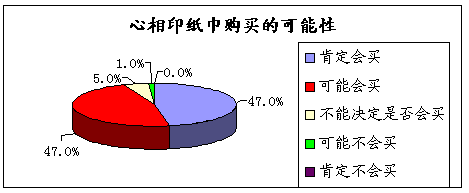 心相印纸巾购买的可能性
1.0%
0.0%
5.0%
47.0%
47.0%
肯定会买
可能会买
不能决定是否会买
可能不会买
肯定不会买